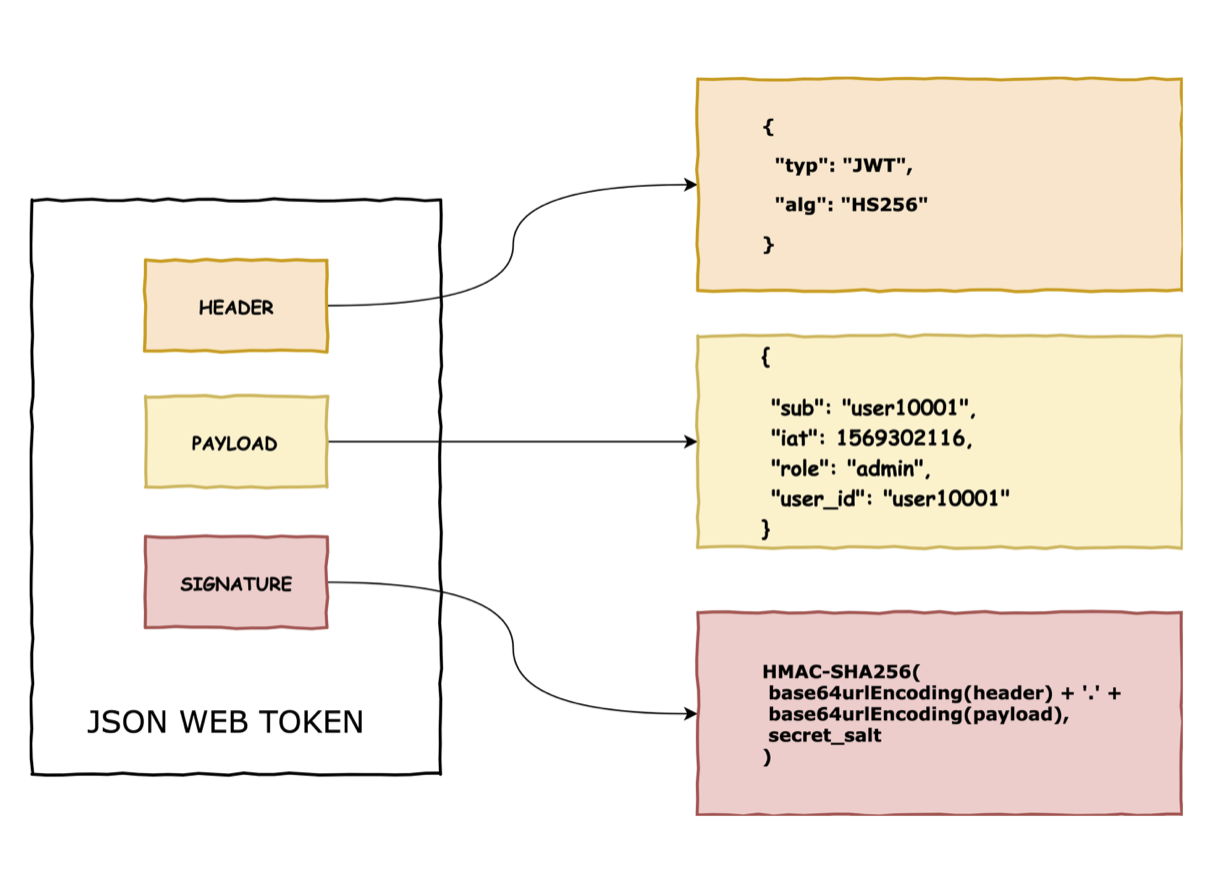 HEADER
PAYLOAD
SIGNATURE
JSON WEB TOKEN
{
"typ": "JWT",
"alg": "HS256"
}
{
"sub": "user10001",
"iat": 1569302116,
"role": "admin",
"user_id": "user10001"
}
HMAC-SHA256(
base64urlEncoding(header) + '.' +
base64urlEncoding(payload),
secret_salt
)